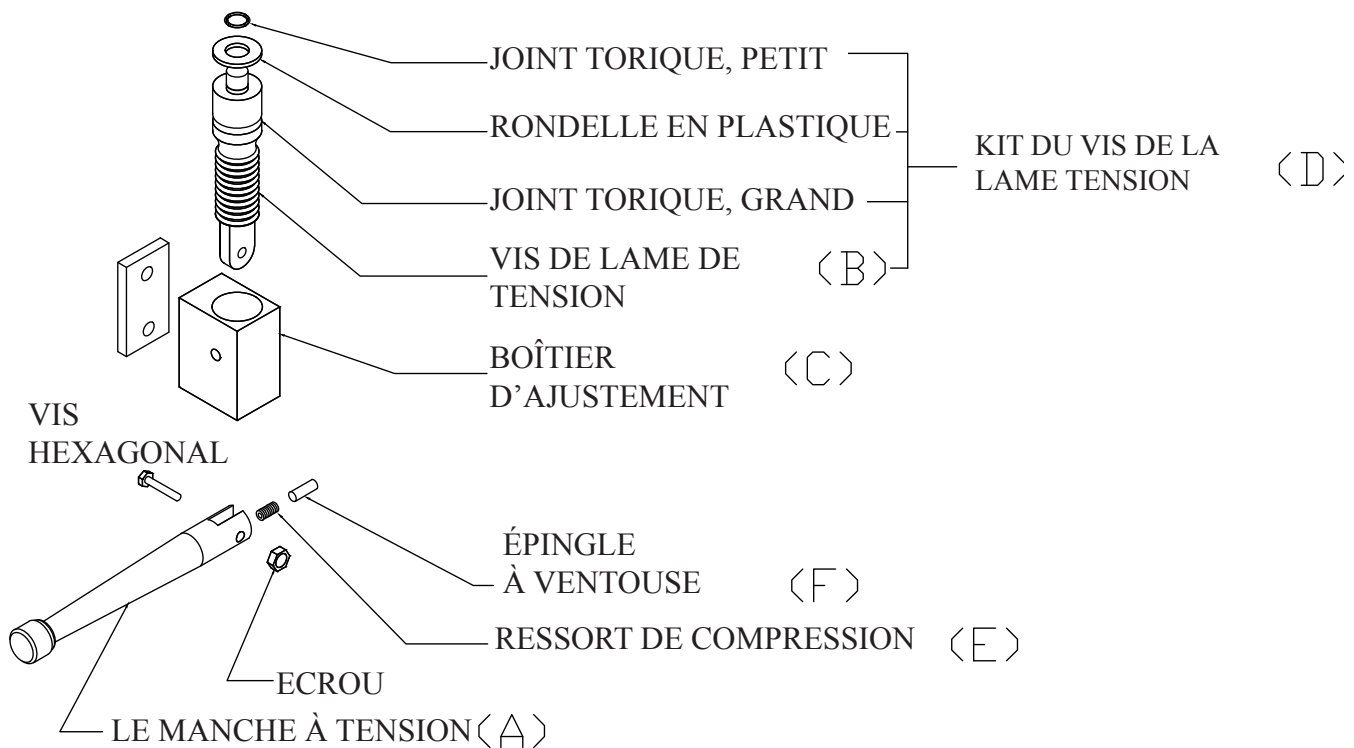 JOINT TORIQUE, PETIT
RONDELLE EN PLASTIQUE
KIT DU VIS DE LA
LAME TENSION (D)
JOINT TORIQUE, GRAND
VIS DE LAME DE
TENSION (B)
BOÎTIER
D’AJUSTEMENT (C)
VIS
HEXAGONAL
ÉPINGLE
À VENTOUSE (F)
RESSORT DE COMPRESSION (E)
ECROU
LE MANCHE À TENSION (A)